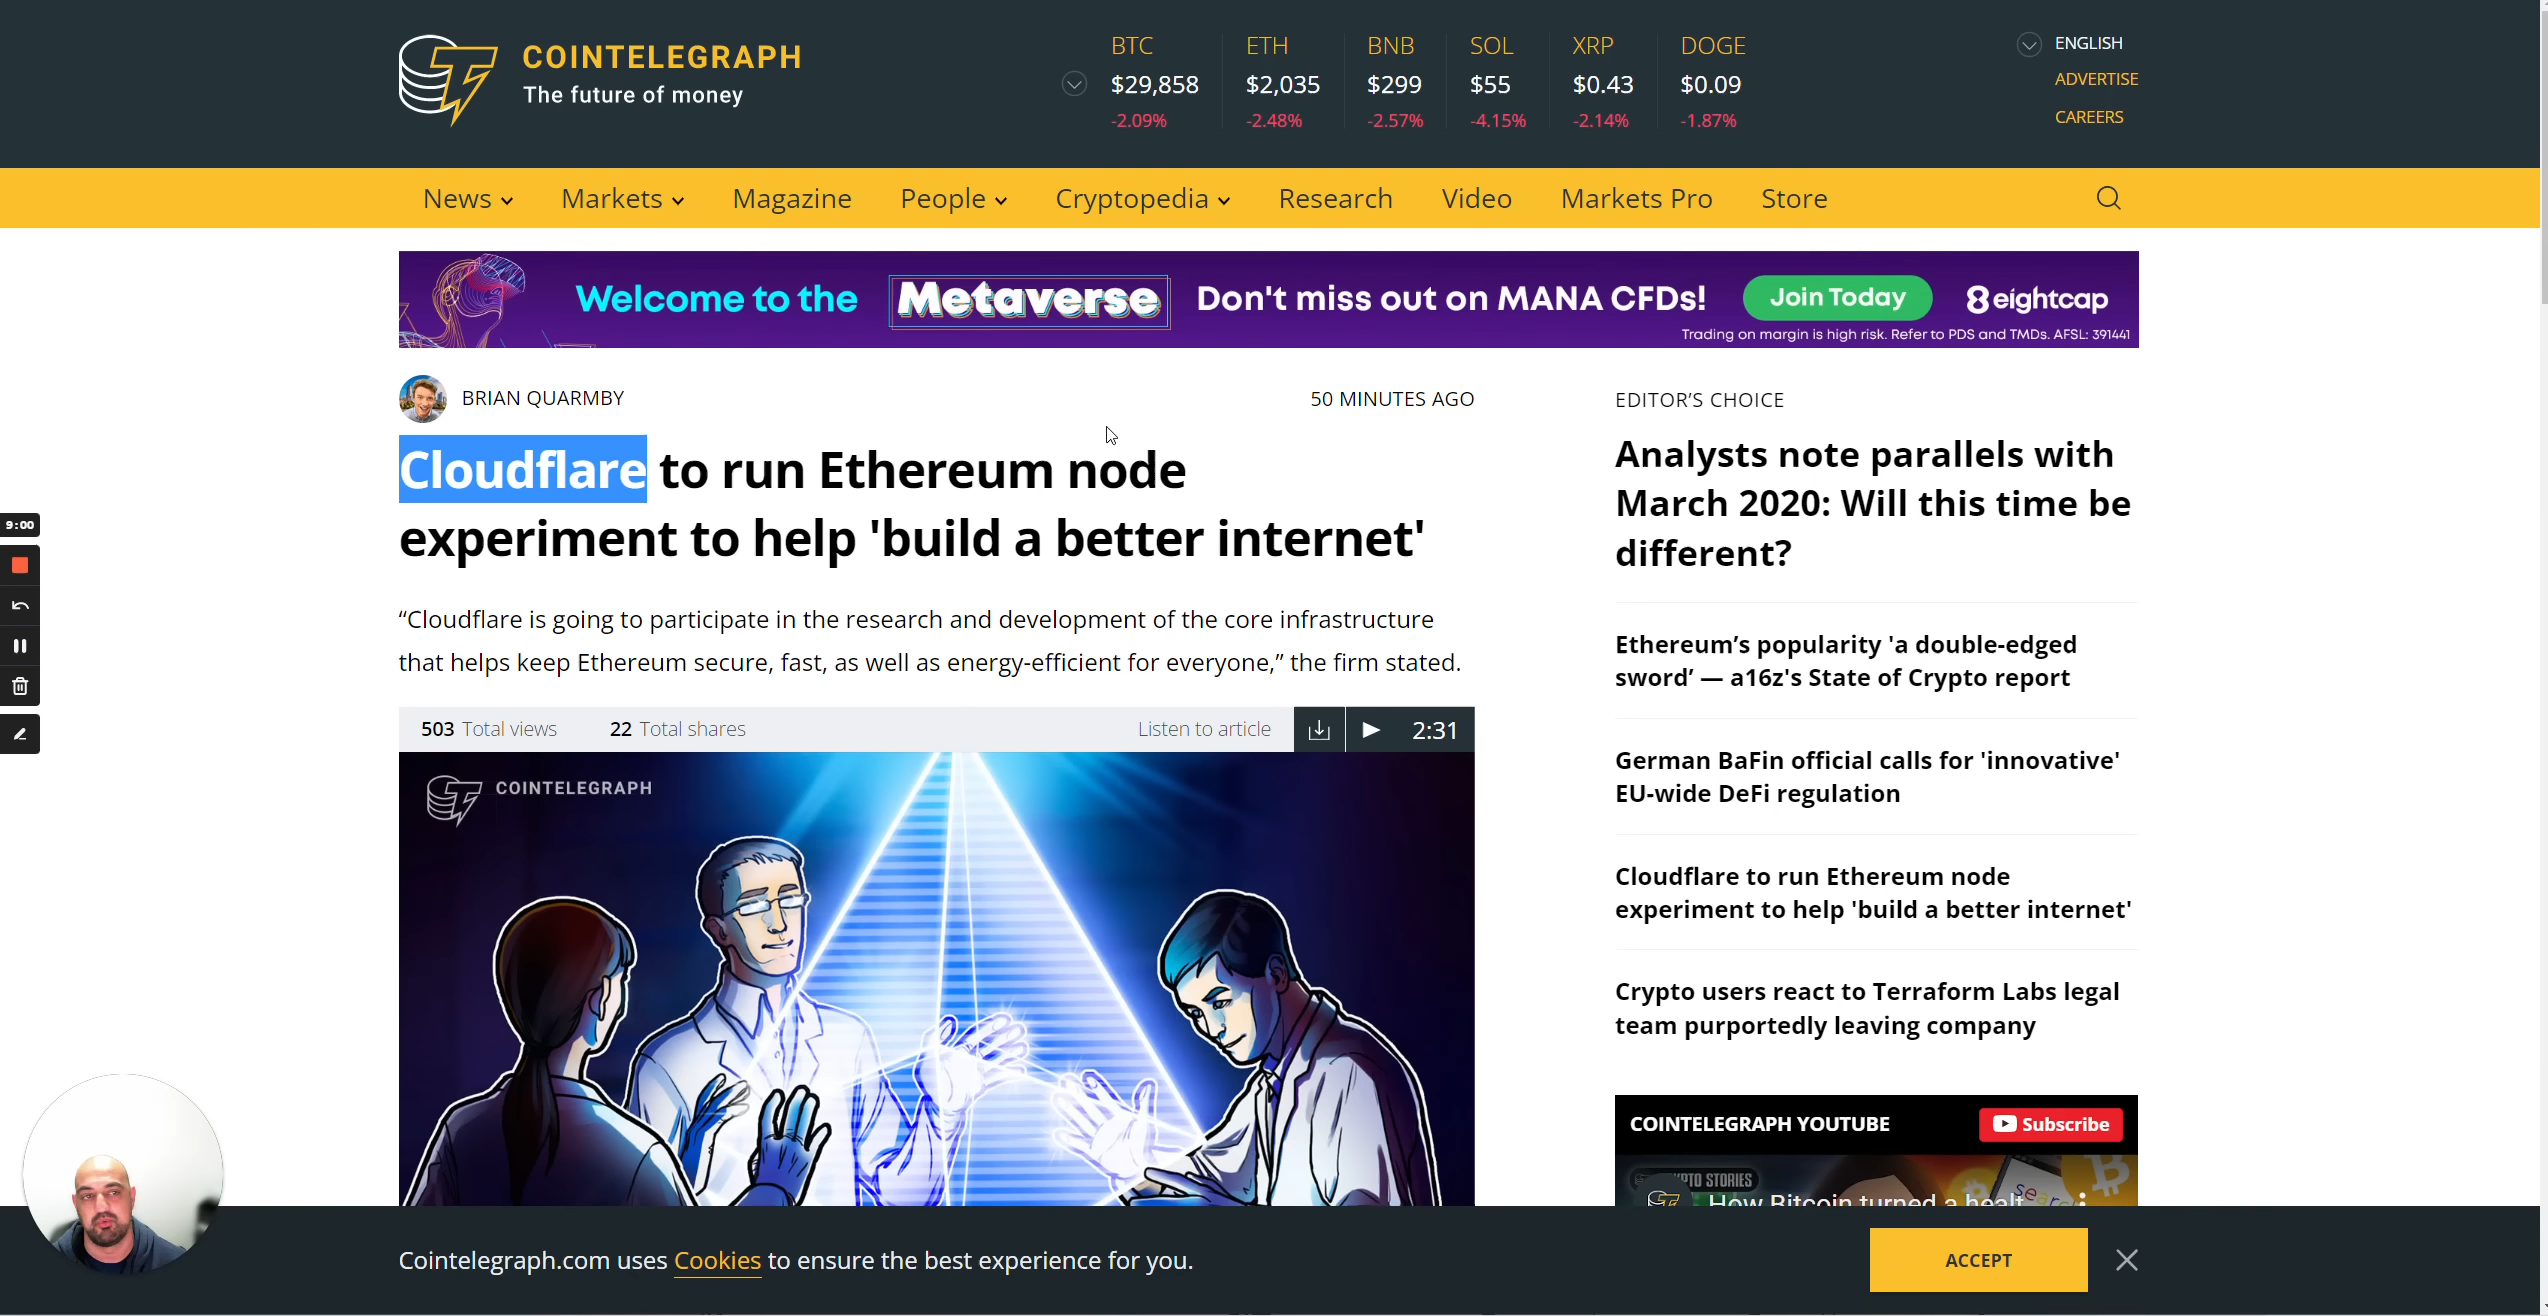 COINTELEGRAPH
The future of money
BTC
$29,858
-2.09%
ETH
$2,035
-2.48%
BNB
$299
-2.57%
SOL
$55
-4.15%
XRP
$0.43
-2.14%
DOGE
$0.09
-1.87%
ENGLISH
ADVERTISE
CAREERS
News Markets Magazine People Cryptopedia Research Video Markets Pro Store
Welcome to the Metaverse Don't miss out on MANA CFDs! Join Today 8eightcap
Trading on margin is high risk. Refer to PDS and TMDs. AFSL: 391441
BRIAN QUARMBY 50 MINUTES AGO
Cloudflare to run Ethereum node
experiment to help 'build a better internet'
“Cloudflare is going to participate in the research and development of the core infrastructure
that helps keep Ethereum secure, fast, as well as energy-efficient for everyone,” the firm stated.
503 Total views 22 Total shares Listen to article 2:31
COINTELEGRAPH
EDITOR’S CHOICE
Analysts note parallels with
March 2020: Will this time be
different?
Ethereum’s popularity 'a double-edged
sword’ — a16z's State of Crypto report
German BaFin official calls for 'innovative'
EU-wide DeFi regulation
Cloudflare to run Ethereum node
experiment to help 'build a better internet'
Crypto users react to Terraform Labs legal
team purportedly leaving company
COINTELEGRAPH YOUTUBE Subscribe
STORIES
How Bitcoin turned a healt
9:00
Cointelegraph.com uses Cookies to ensure the best experience for you.
ACCEPT